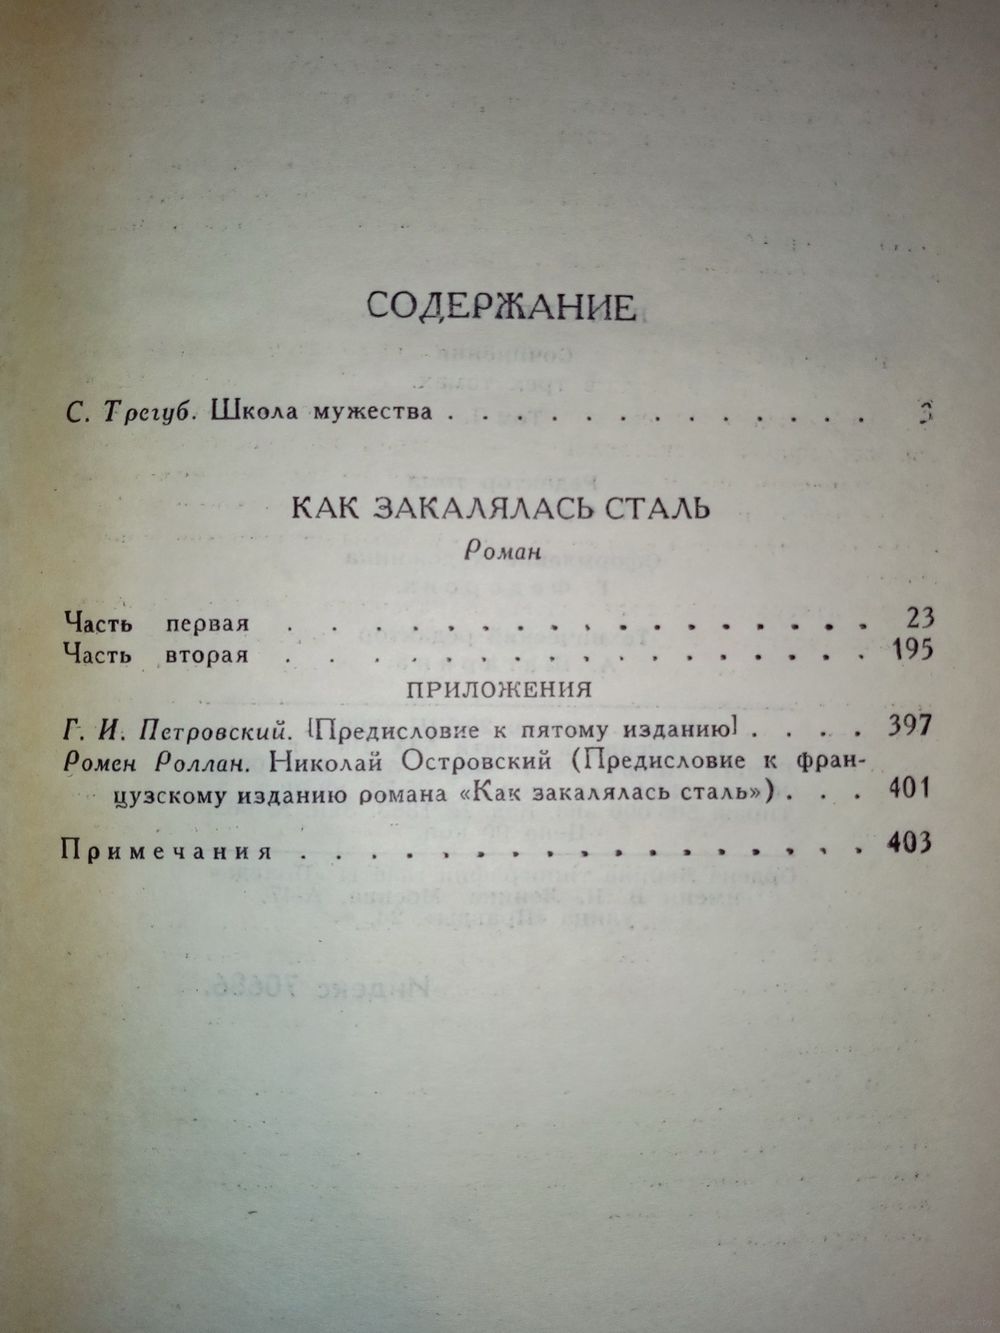 СОДЕРЖАНИЕ
С. Трегуб. Школа мужества . . . . . . . . . . . . . 3
КАК ЗАКАЛЯЛАСЬ СТАЛЬ
Роман
Часть первая . . . . . . . . . . . . . . . . . 23
Часть вторая . . . . . . . . . . . . . . . . . 195
ПРИЛОЖЕНИЯ
Г. И. Петровский. [Предисловие к пятому изданию] . . . . 397
Ромен Роллан. Николай Островский (Предисловие к фран-
цузскому изданию романа «Как закалялась сталь») . . . 401
Примечания . . . . . . . . . . . . . . . . . 403